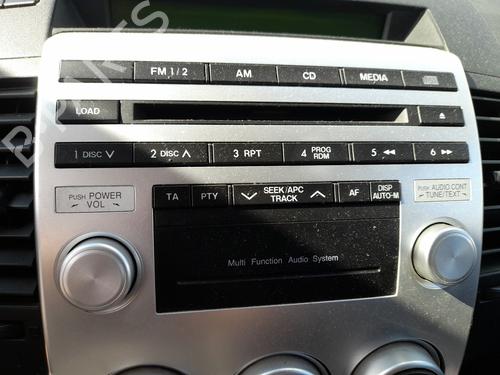 FM 1/2 AM CD MEDIA
LOAD
1 DISC ∨ 2 DISC ∧ 3 RPT 4 PROG RDM 5 ◀◀ 6 ▶▶
PUSH POWER VOL
TA PTY ∨ SEEK/APC TRACK ∧ AF DISP AUTO-M
PUSH AUDIO CONT TUNE/TEXT
Multi Function Audio System